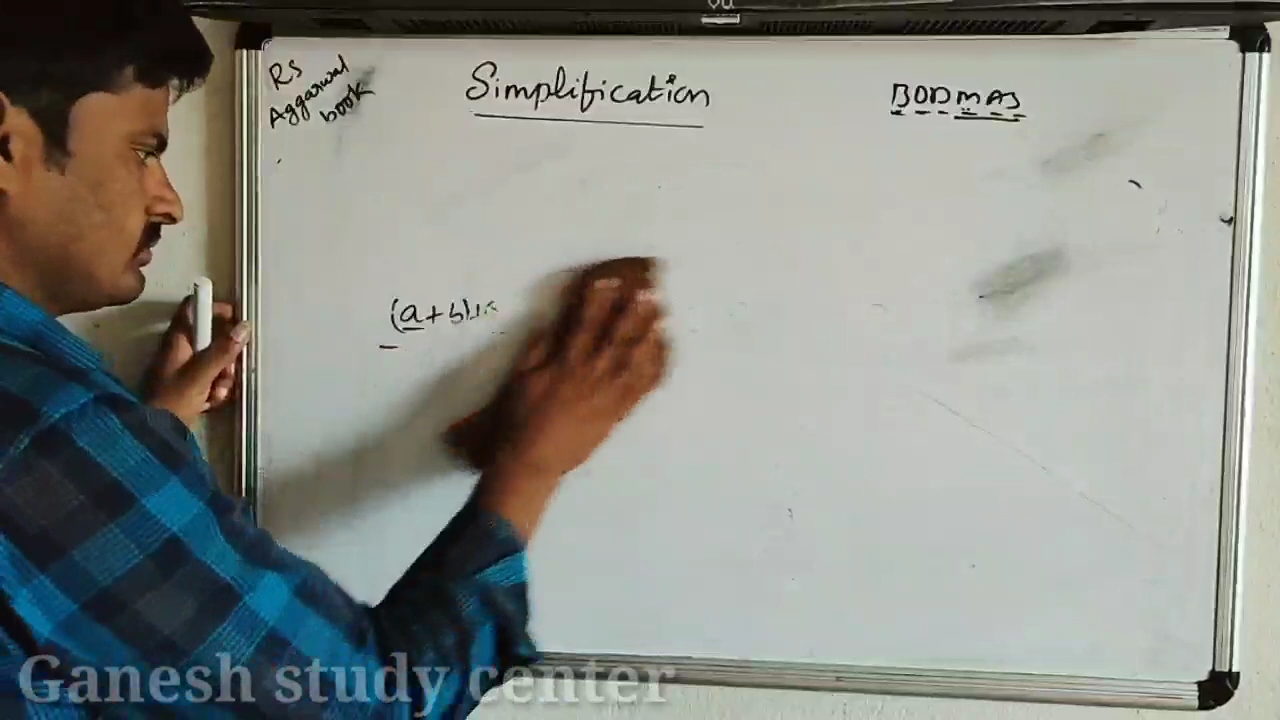 RS
Aggarwal
book
Simplification
BODMAS
(a+b)
Ganesh study center